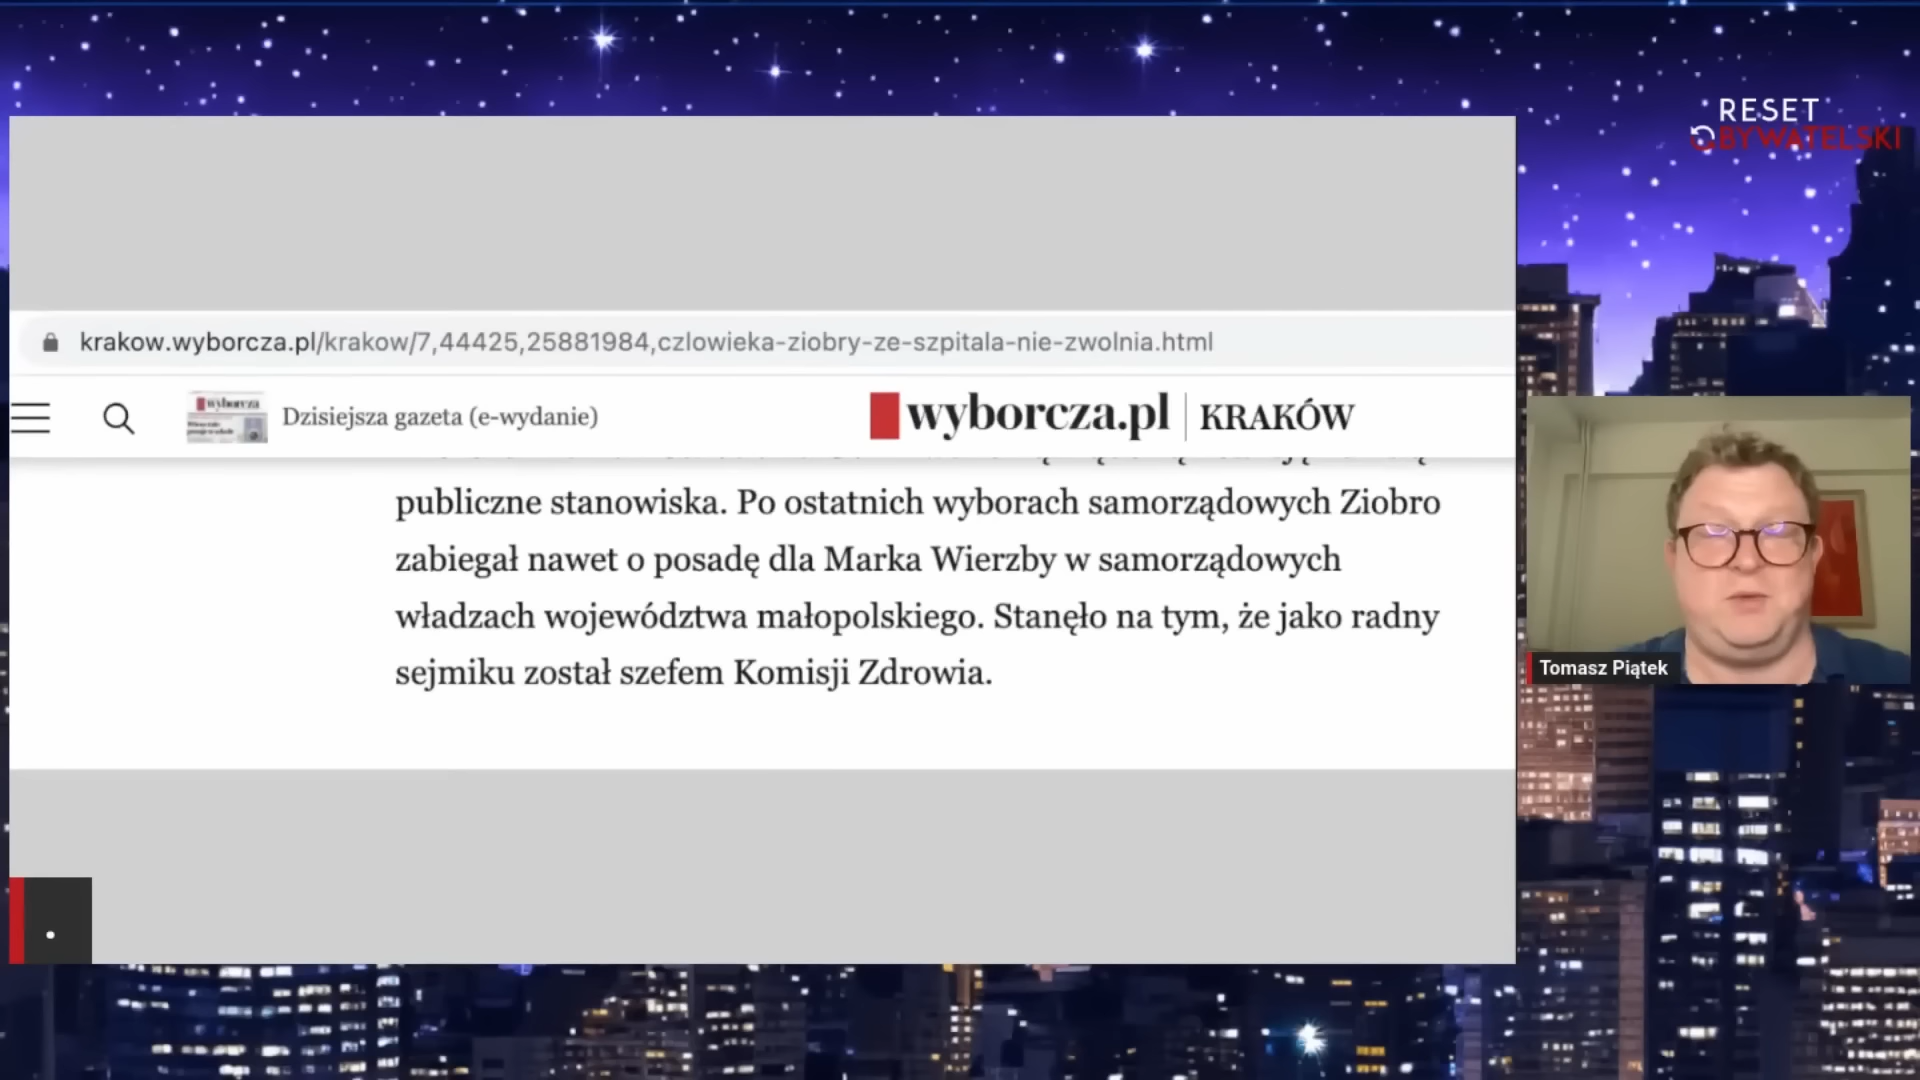 RESET
OBYWATELSKI
krakow.wyborcza.pl/krakow/7,44425,25881984,czlowieka-ziobry-ze-szpitala-nie-zwolnia.html
wyborcza
Dzisiejsza gazeta (e-wydanie)
wyborcza.pl | KRAKÓW
publiczne stanowiska. Po ostatnich wyborach samorządowych Ziobro
zabiegał nawet o posadę dla Marka Wierzby w samorządowych
władzach województwa małopolskiego. Stanęło na tym, że jako radny
sejmiku został szefem Komisji Zdrowia.
Tomasz Piątek
.